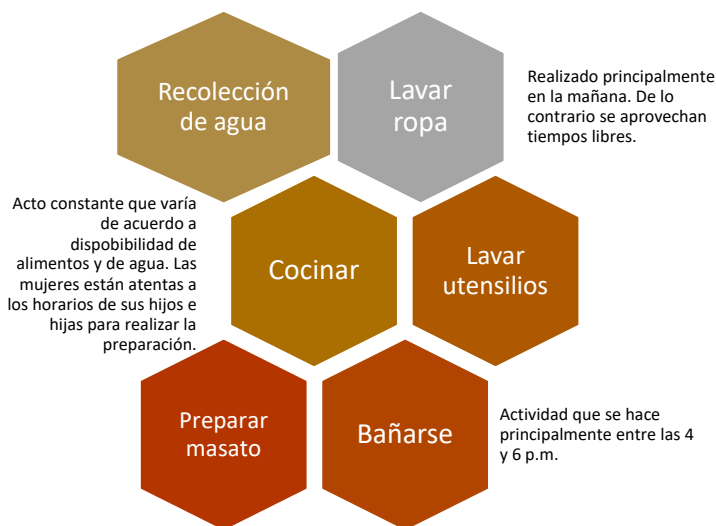 Recolección
de agua
Lavar
ropa
Realizado principalmente
en la mañana. De lo
contrario se aprovechan
tiempos libres.
Acto constante que varía
de acuerdo a
dispobibilidad de
alimentos y de agua. Las
mujeres están atentas a
los horarios de sus hijos e
hijas para realizar la
preparación.
Cocinar
Lavar
utensilios
Preparar
masato
Bañarse
Actividad que se hace
principalmente entre las 4
y 6 p.m.